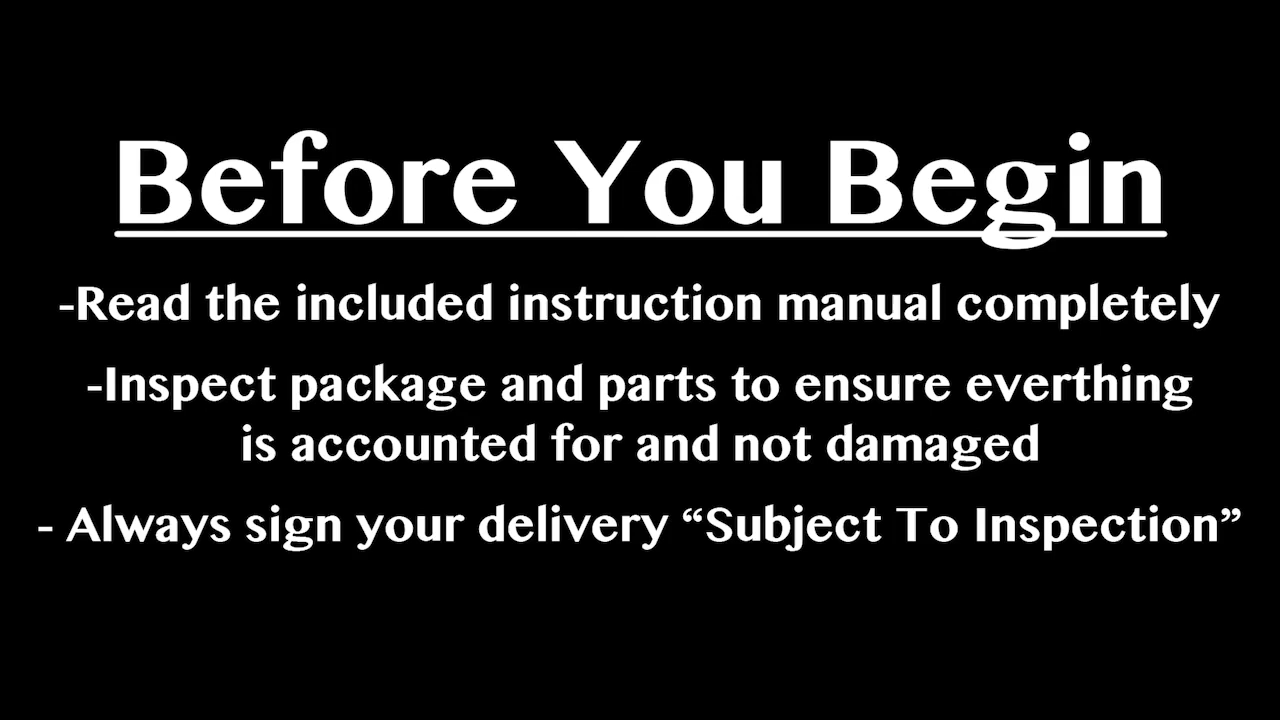 Before You Begin
-Read the included instruction manual completely
-Inspect package and parts to ensure everthing
is accounted for and not damaged
- Always sign your delivery “Subject To Inspection”